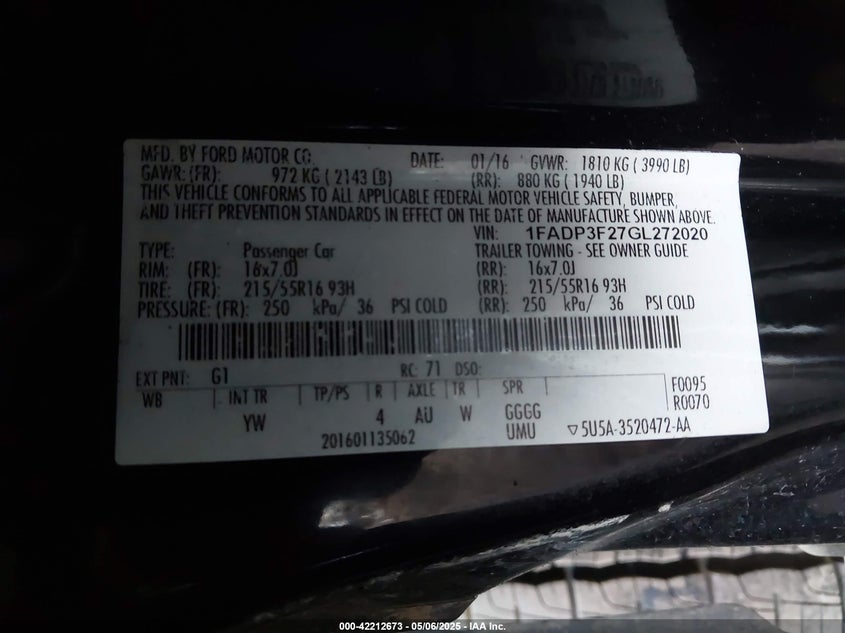 MFD. BY FORD MOTOR CO. DATE: 01/16 GVWR: 1810 KG ( 3990 LB)
GAWR: (FR): 972 KG ( 2143 LB) (RR): 880 KG ( 1940 LB)
THIS VEHICLE CONFORMS TO ALL APPLICABLE FEDERAL MOTOR VEHICLE SAFETY, BUMPER,
AND THEFT PREVENTION STANDARDS IN EFFECT ON THE DATE OF MANUFACTURE SHOWN ABOVE.
VIN: 1FADP3F27GL272020
TYPE: Passenger Car TRAILER TOWING - SEE OWNER GUIDE
RIM: (FR): 16x7.0J (RR): 16x7.0J
TIRE: (FR): 215/55R16 93H (RR): 215/55R16 93H
PRESSURE: (FR): 250 kPa/ 36 PSI COLD (RR): 250 kPa/ 36 PSI COLD
EXT PNT: G1 RC: 71 DSO:
WB INT TR TP/PS R AXLE TR SPR F0095
YW 4 AU W GGGG R0070
201601135062 UMU ▽5U5A-3520472-AA
000-42212673 - 05/06/2025 - IAA Inc.